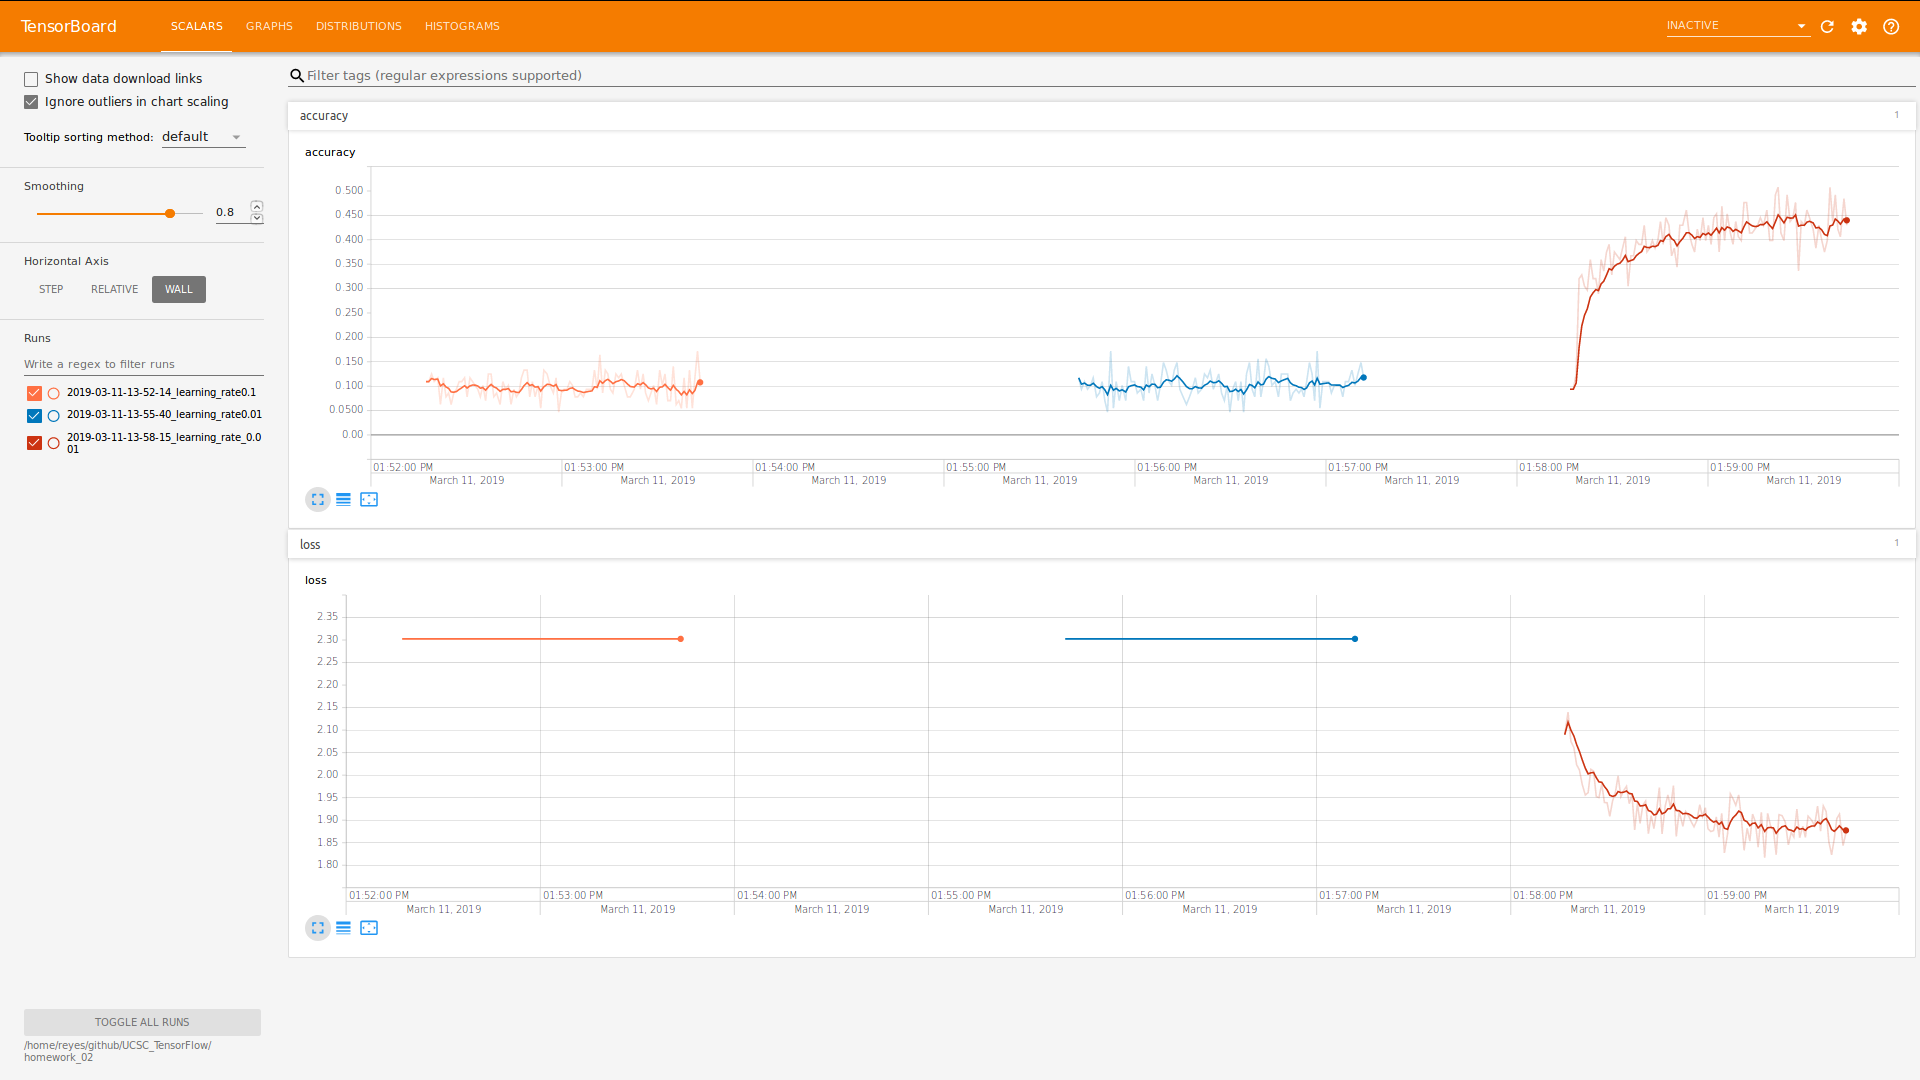 TensorBoard SCALARS GRAPHS DISTRIBUTIONS HISTOGRAMS INACTIVE
Show data download links
Ignore outliers in chart scaling
Tooltip sorting method: default
Smoothing
0.8
Horizontal Axis
STEP RELATIVE WALL
Runs
Write a regex to filter runs
2019-03-11-13-52-14_learning_rate0.1
2019-03-11-13-55-40_learning_rate0.01
2019-03-11-13-58-15_learning_rate_0.0
01
TOGGLE ALL RUNS
/home/reyes/github/UCSC_TensorFlow/
homework_02
Filter tags (regular expressions supported)
accuracy 1
accuracy
0.500
0.450
0.400
0.350
0.300
0.250
0.200
0.150
0.100
0.0500
0.00
01:52:00 PM 01:53:00 PM 01:54:00 PM 01:55:00 PM 01:56:00 PM 01:57:00 PM 01:58:00 PM 01:59:00 PM
March 11, 2019 March 11, 2019 March 11, 2019 March 11, 2019 March 11, 2019 March 11, 2019 March 11, 2019 March 11, 2019
loss 1
loss
2.35
2.30
2.25
2.20
2.15
2.10
2.05
2.00
1.95
1.90
1.85
1.80
01:52:00 PM 01:53:00 PM 01:54:00 PM 01:55:00 PM 01:56:00 PM 01:57:00 PM 01:58:00 PM 01:59:00 PM
March 11, 2019 March 11, 2019 March 11, 2019 March 11, 2019 March 11, 2019 March 11, 2019 March 11, 2019 March 11, 2019